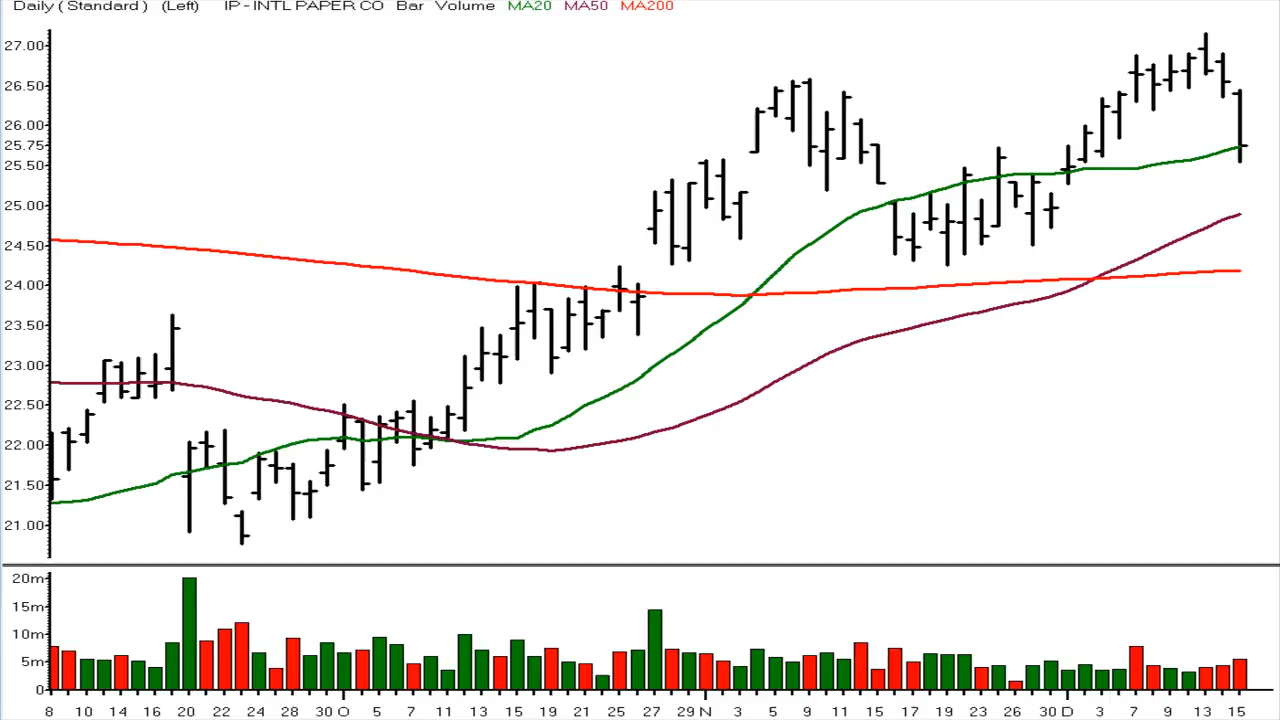 Daily ( Standard ) (Left) IP - INTL PAPER CO Bar Volume MA20 MA50 MA200
27.00
26.50
26.00
25.75
25.50
25.00
24.50
24.00
23.50
23.00
22.50
22.00
21.50
21.00
20m
15m
10m
5m
0
8 10 14 16 20 22 24 28 30 O 5 7 11 13 15 19 21 23 27 29 N 3 5 9 11 15 17 19 23 25 26 30 D 3 7 9 13 15